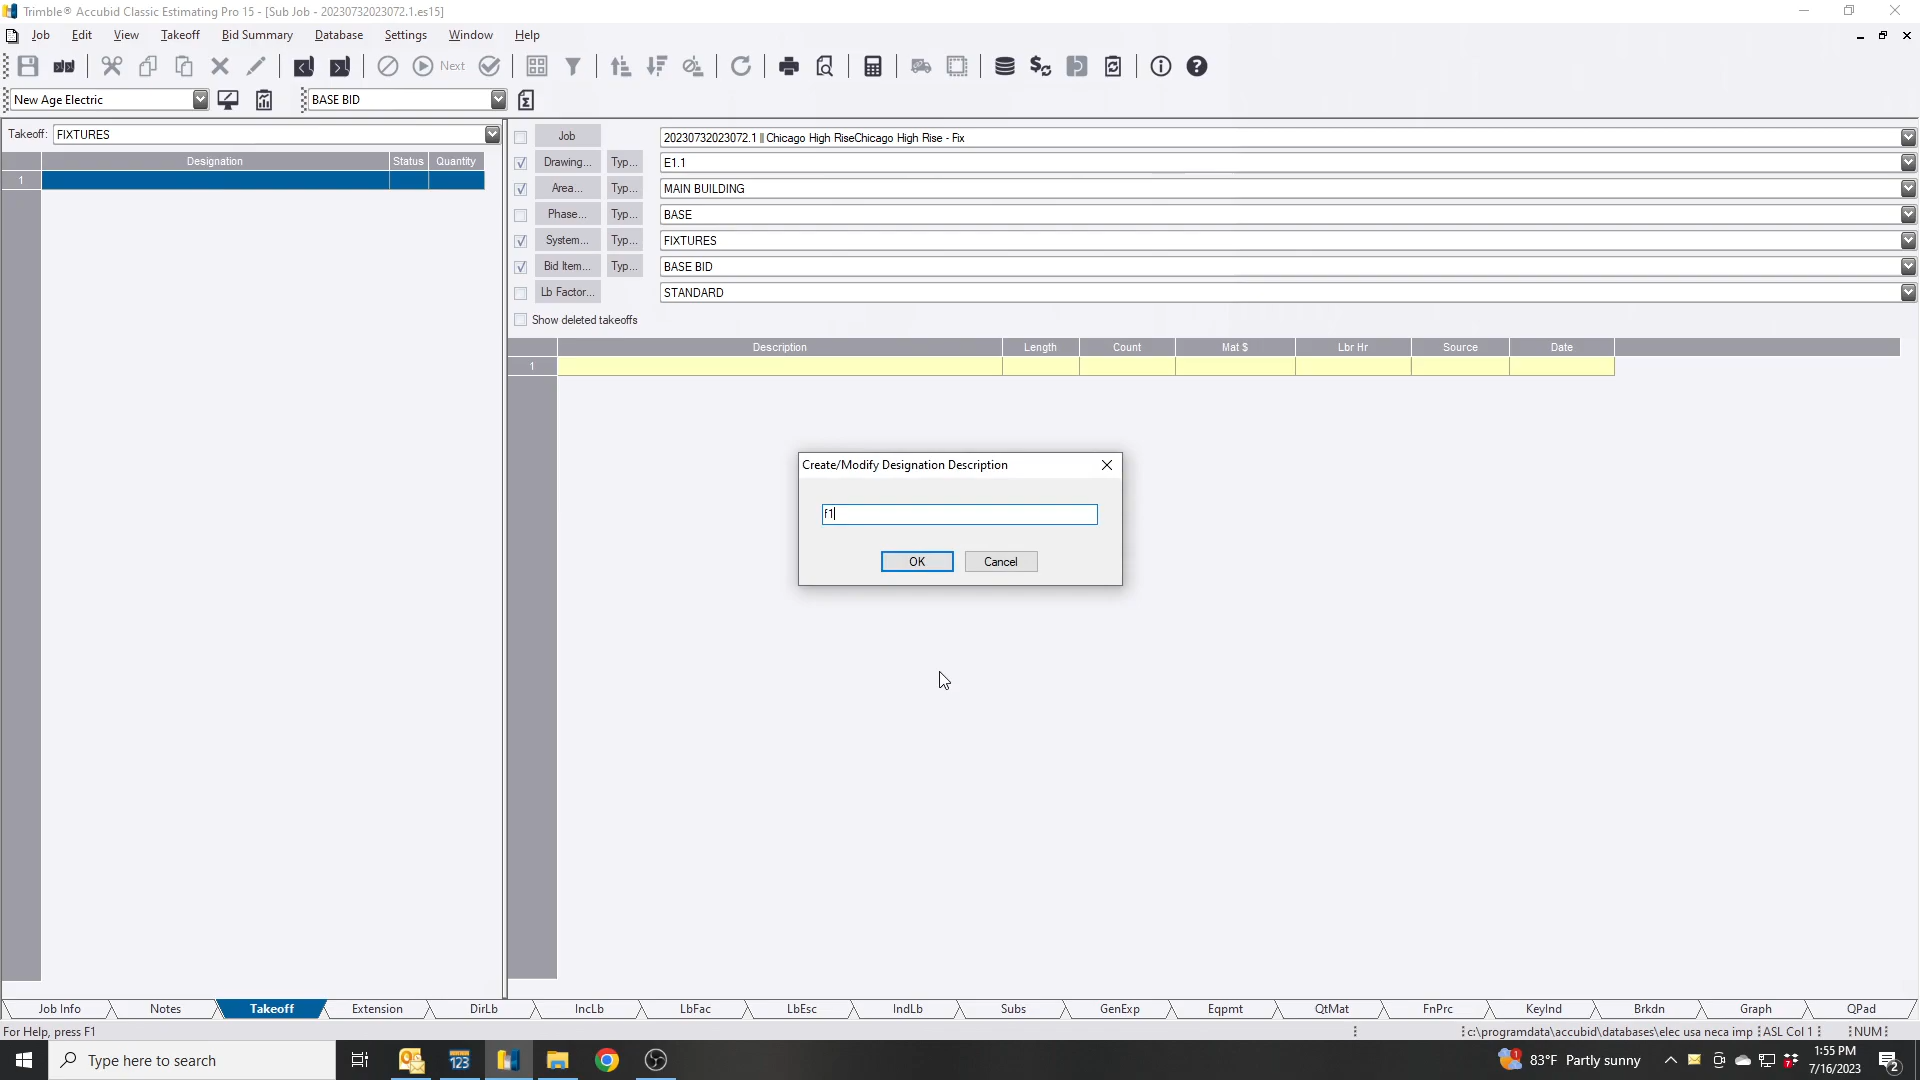 Trimble® Accubid Classic Estimating Pro 15 - [Sub Job - 20230732023072.1.es15]
Job Edit View Takeoff Bid Summary Database Settings Window Help
Next
New Age Electric BASE BID
Takeoff: FIXTURES
Designation Status Quantity
1
Job 20230732023072.1 || Chicago High RiseChicago High Rise - Fix
Drawing... Typ... E1.1
Area... Typ... MAIN BUILDING
Phase... Typ... BASE
System... Typ... FIXTURES
Bid Item... Typ... BASE BID
Lb Factor... STANDARD
Show deleted takeoffs
Description Length Count Mat $ Lbr Hr Source Date
1
Create/Modify Designation Description
f1
OK Cancel
Job Info Notes Takeoff Extension DirLb IncLb LbFac LbEsc IndLb Subs GenExp Eqpmt QtMat FnPrc KeyInd Brkdn Graph QPad
For Help, press F1 c:\programdata\accubid\databases\elec usa neca imp ASL Col 1 NUM
Type here to search 123 1 83°F Partly sunny 7 1:55 PM 2
7/16/2023